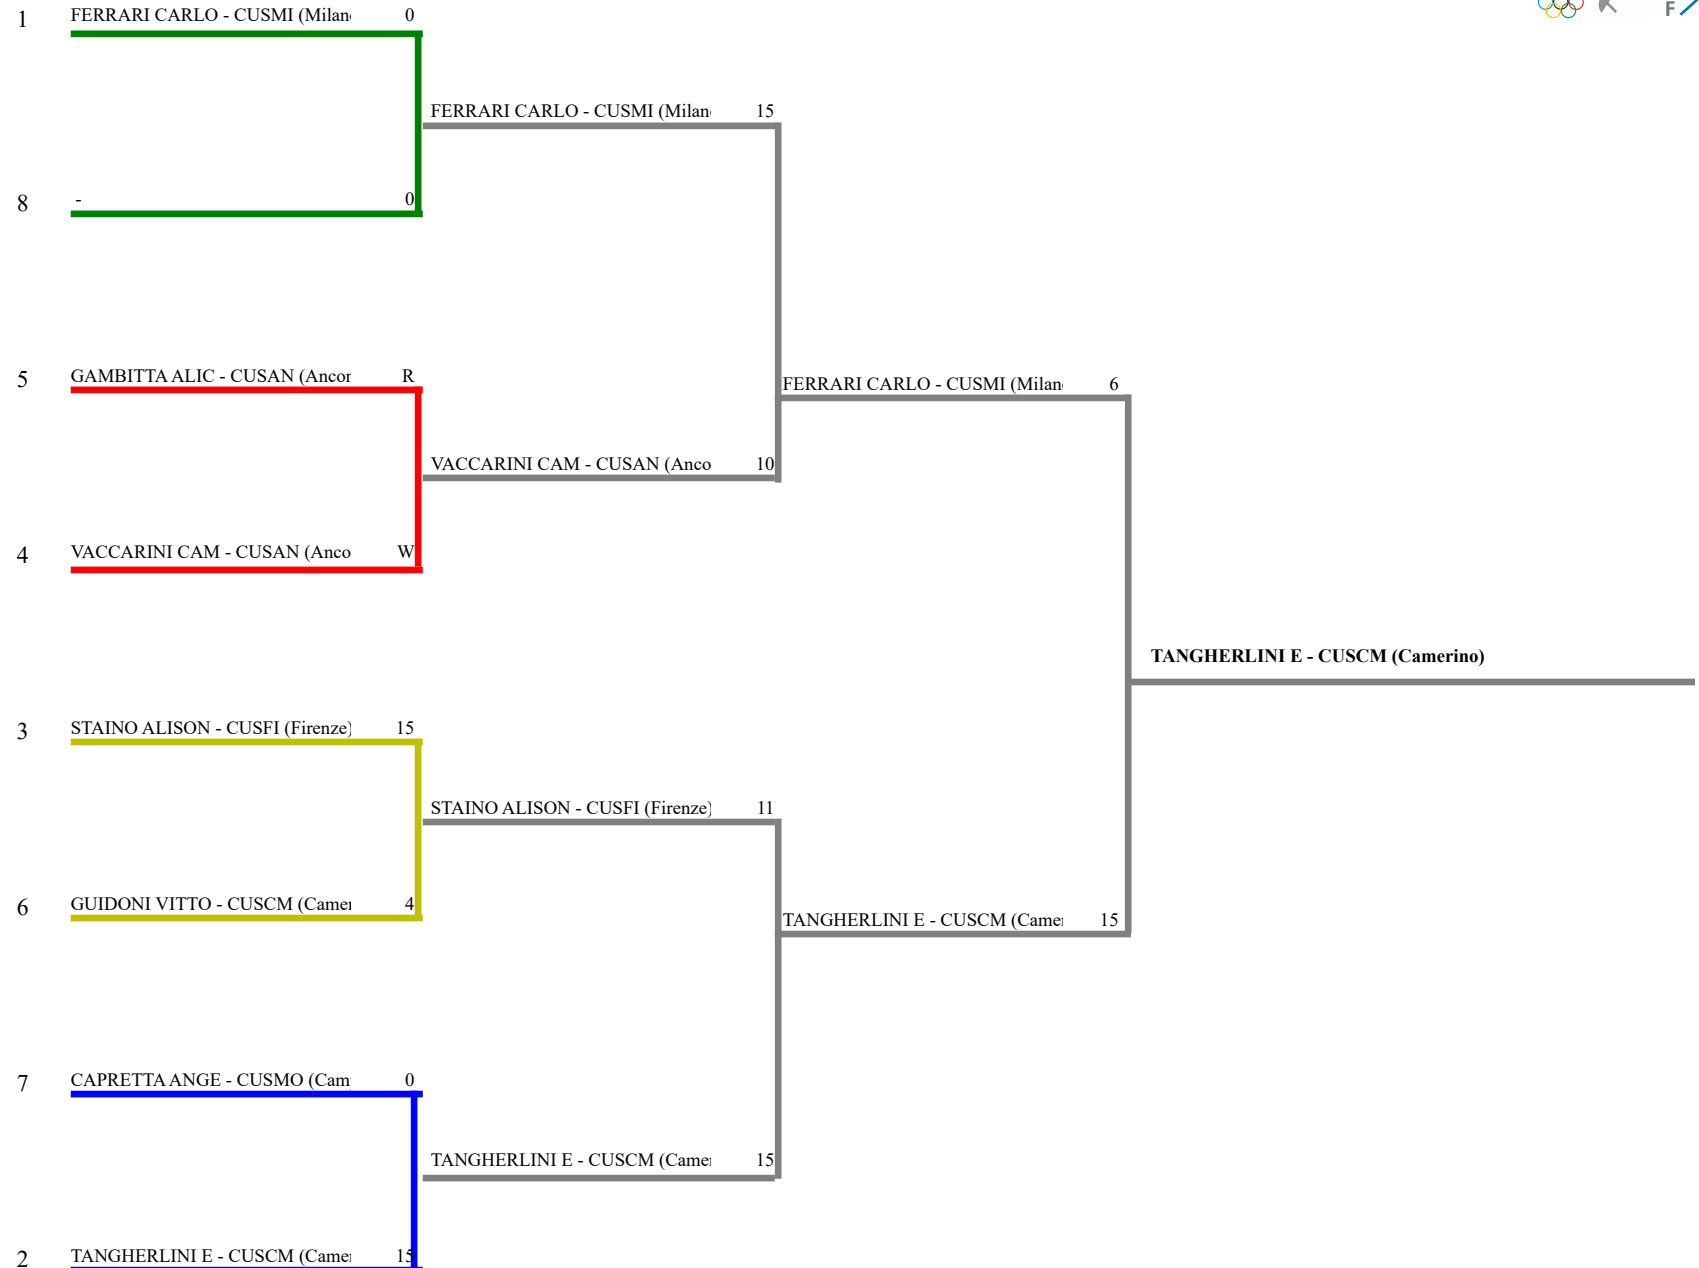 1 FERRARI CARLO - CUSMI (Milan 0
FERRARI CARLO - CUSMI (Milan 15
8 - 0
5 GAMBITTA ALIC - CUSAN (Ancor R
FERRARI CARLO - CUSMI (Milan 6
VACCARINI CAM - CUSAN (Anco 10
4 VACCARINI CAM - CUSAN (Anco W
TANGHERLINI E - CUSCM (Camerino)
3 STAINO ALISON - CUSFI (Firenze) 15
STAINO ALISON - CUSFI (Firenze) 11
6 GUIDONI VITTO - CUSCM (Camer 4
TANGHERLINI E - CUSCM (Camer 15
7 CAPRETTA ANGE - CUSMO (Cam 0
TANGHERLINI E - CUSCM (Camer 15
2 TANGHERLINI E - CUSCM (Camer 15
F